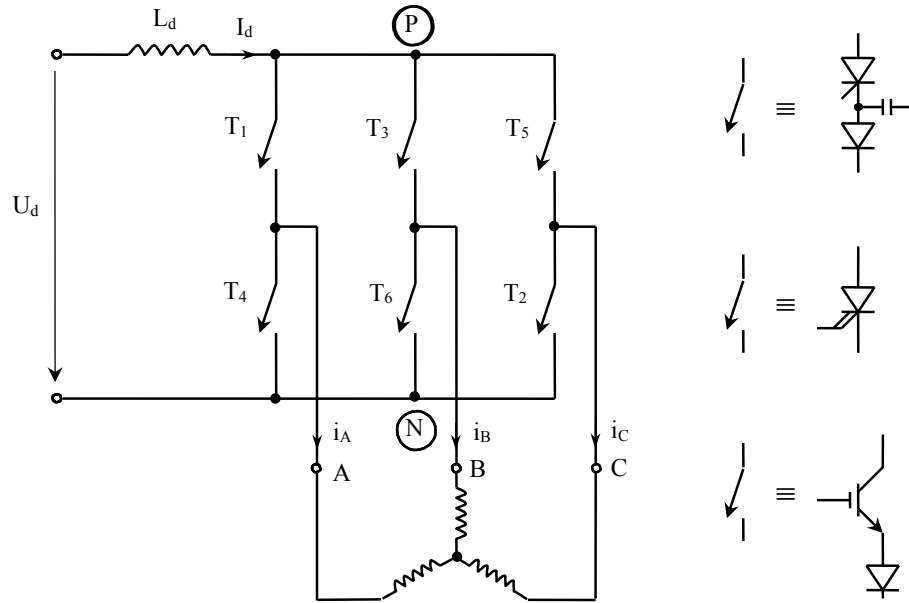 L_d I_d P
T_1 T_3 T_5
U_d
T_4 T_6 T_2
N
i_A i_B i_C
A B C
≡
≡
≡